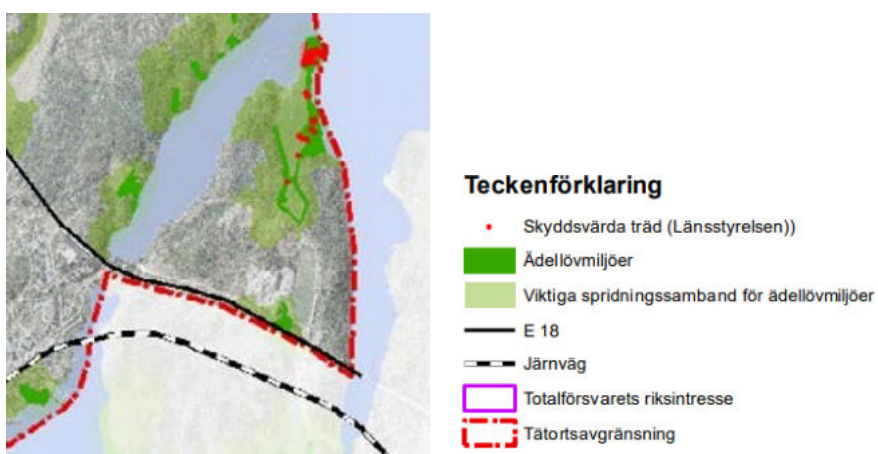 Teckenförklaring
Skyddsvärda träd (Länsstyrelsen))
Ädellövmiljöer
Viktiga spridningssamband för ädellövmiljöer
E 18
Järnväg
Totalförsvarets riksintresse
Tätortsavgränsning